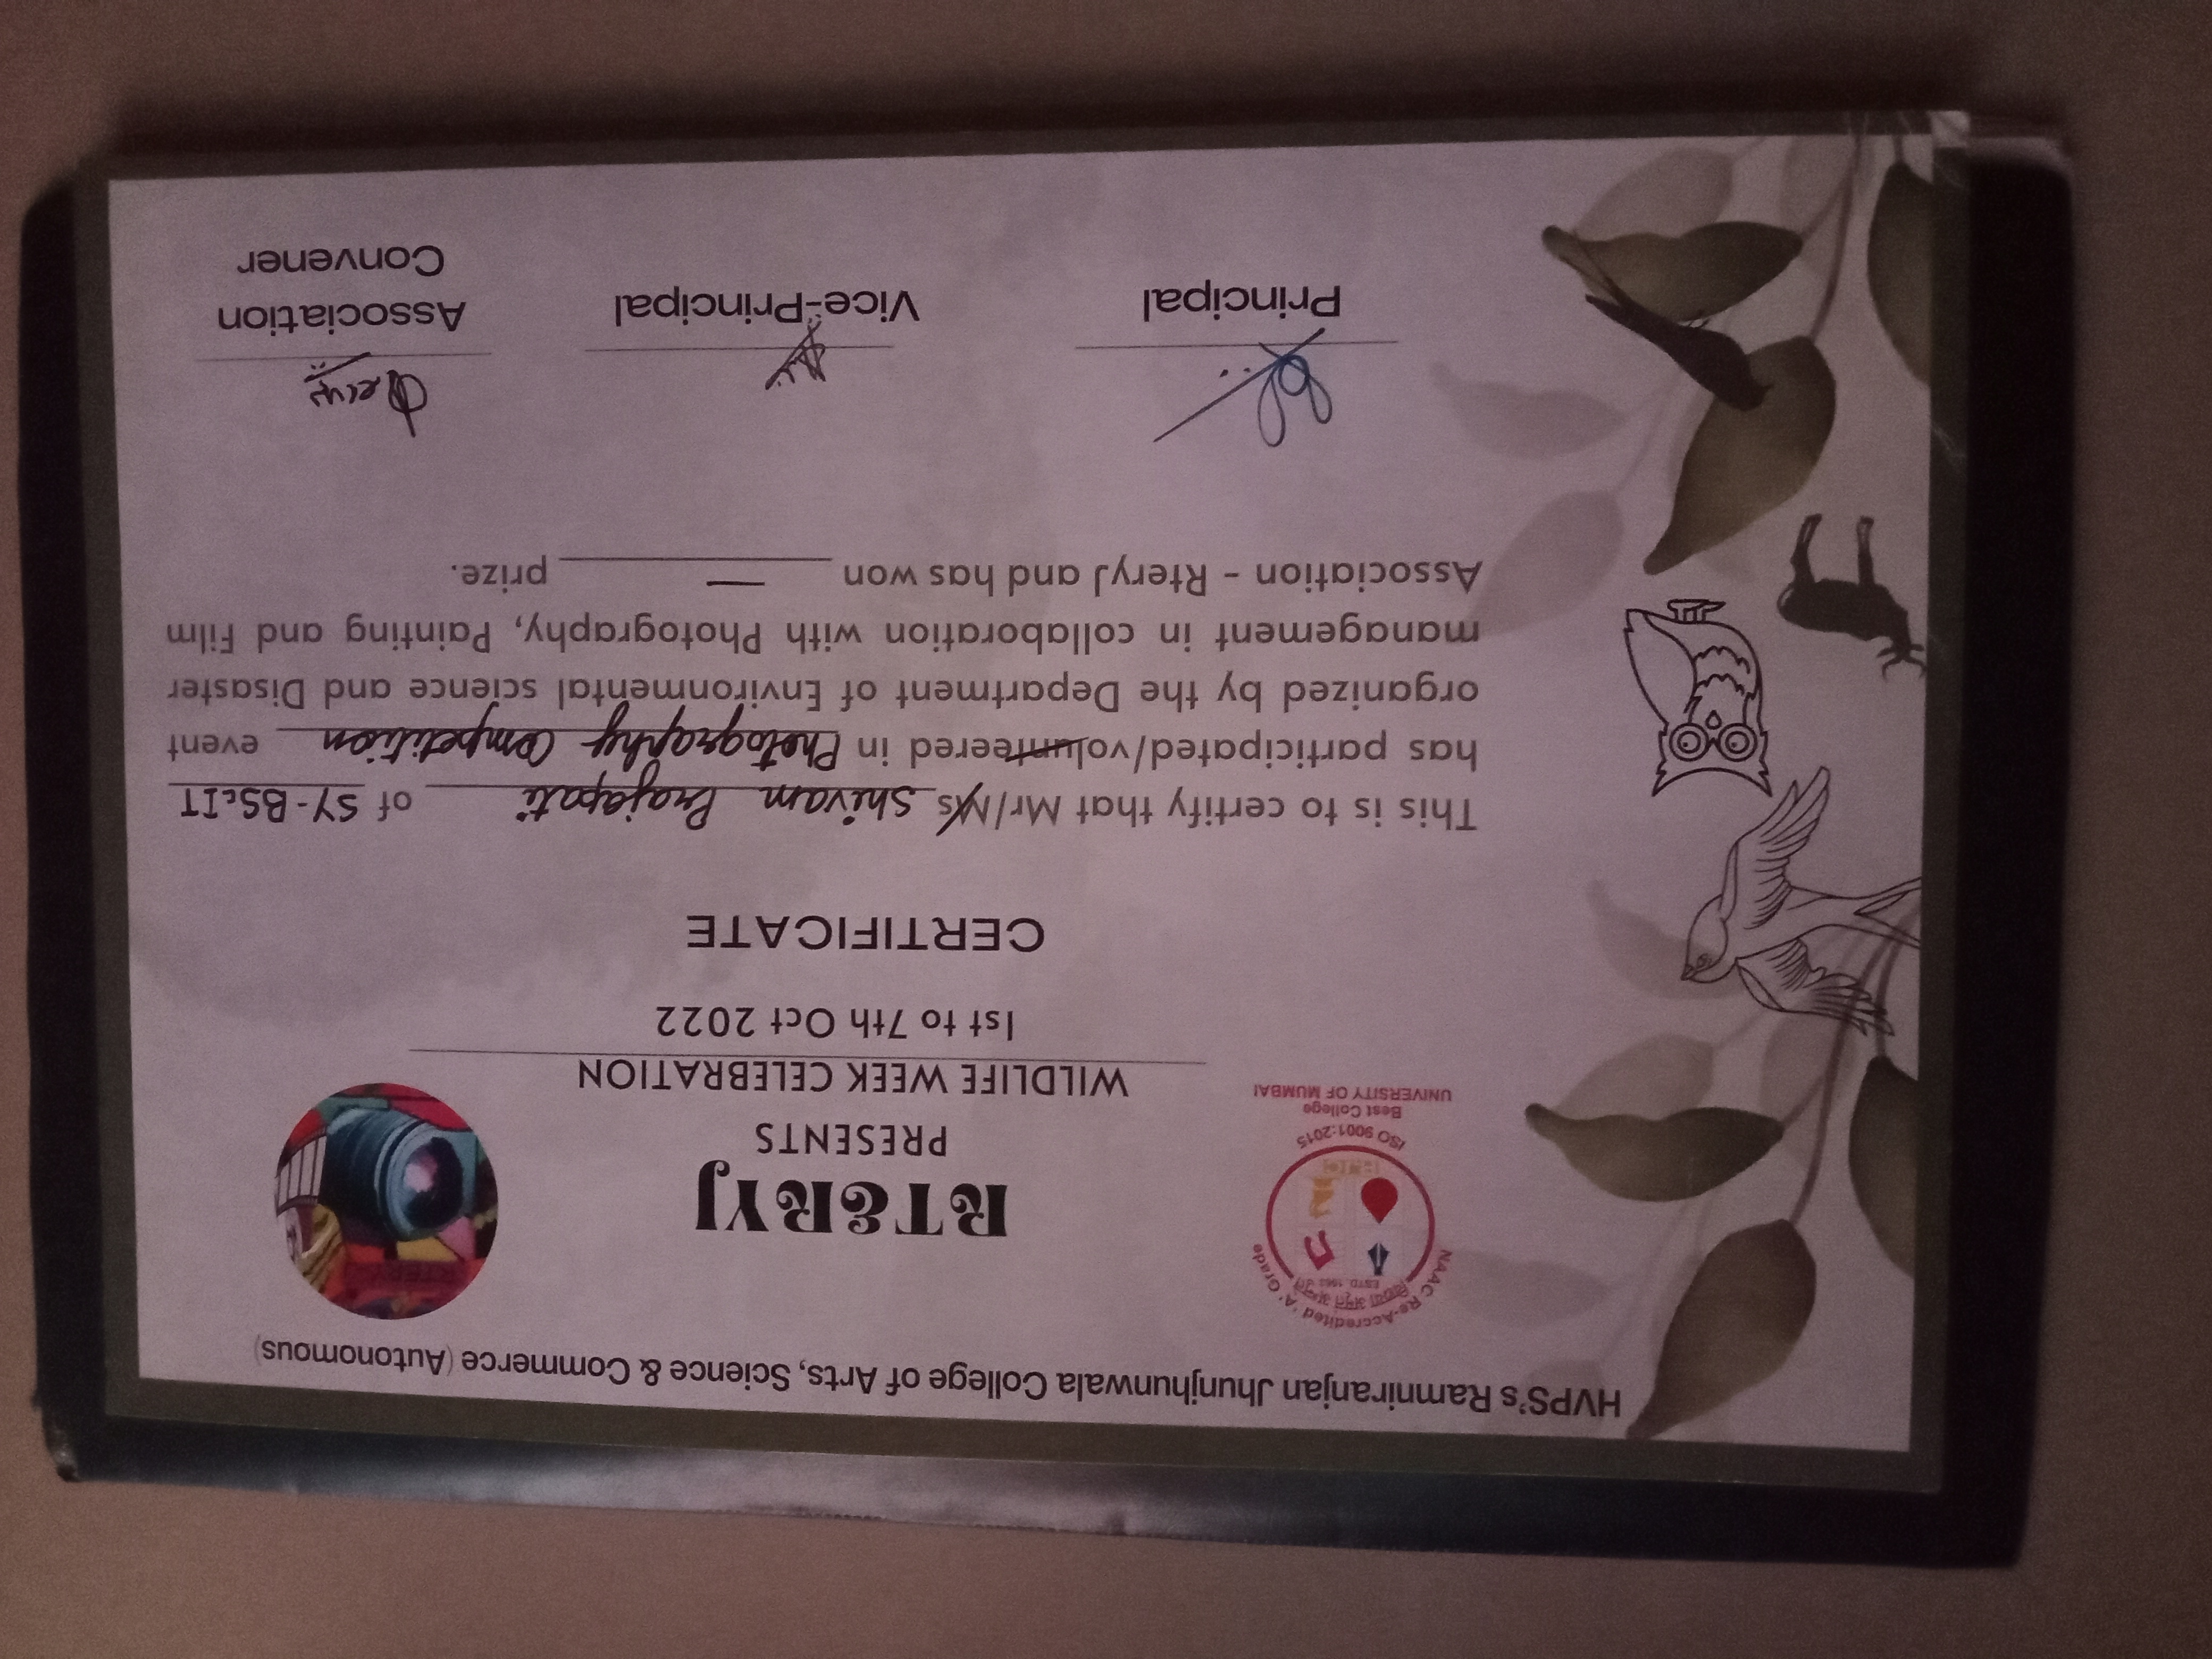 HVPS's Ramniranjan Jhunjhunwala College of Arts, Science & Commerce (Autonomous)
NAAC Re-Accredited 'A' Grade
विद्यया अमृतं अश्नुते
ESTD. 1963
RJC
ISO 9001:2015
Best College
UNIVERSITY OF MUMBAI
RTERYJ
RTERYJ
PRESENTS
WILDLIFE WEEK CELEBRATION
1st to 7th Oct 2022
CERTIFICATE
This is to certify that Mr/Ms Shivam Prajapati of SY-BScIT
has participated/volunteered in Photography Competition event
organized by the Department of Environmental science and Disaster
management in collaboration with Photography, Painting and Film
Association - RteryJ and has won — prize.
Principal
Vice-Principal
Association
Convener